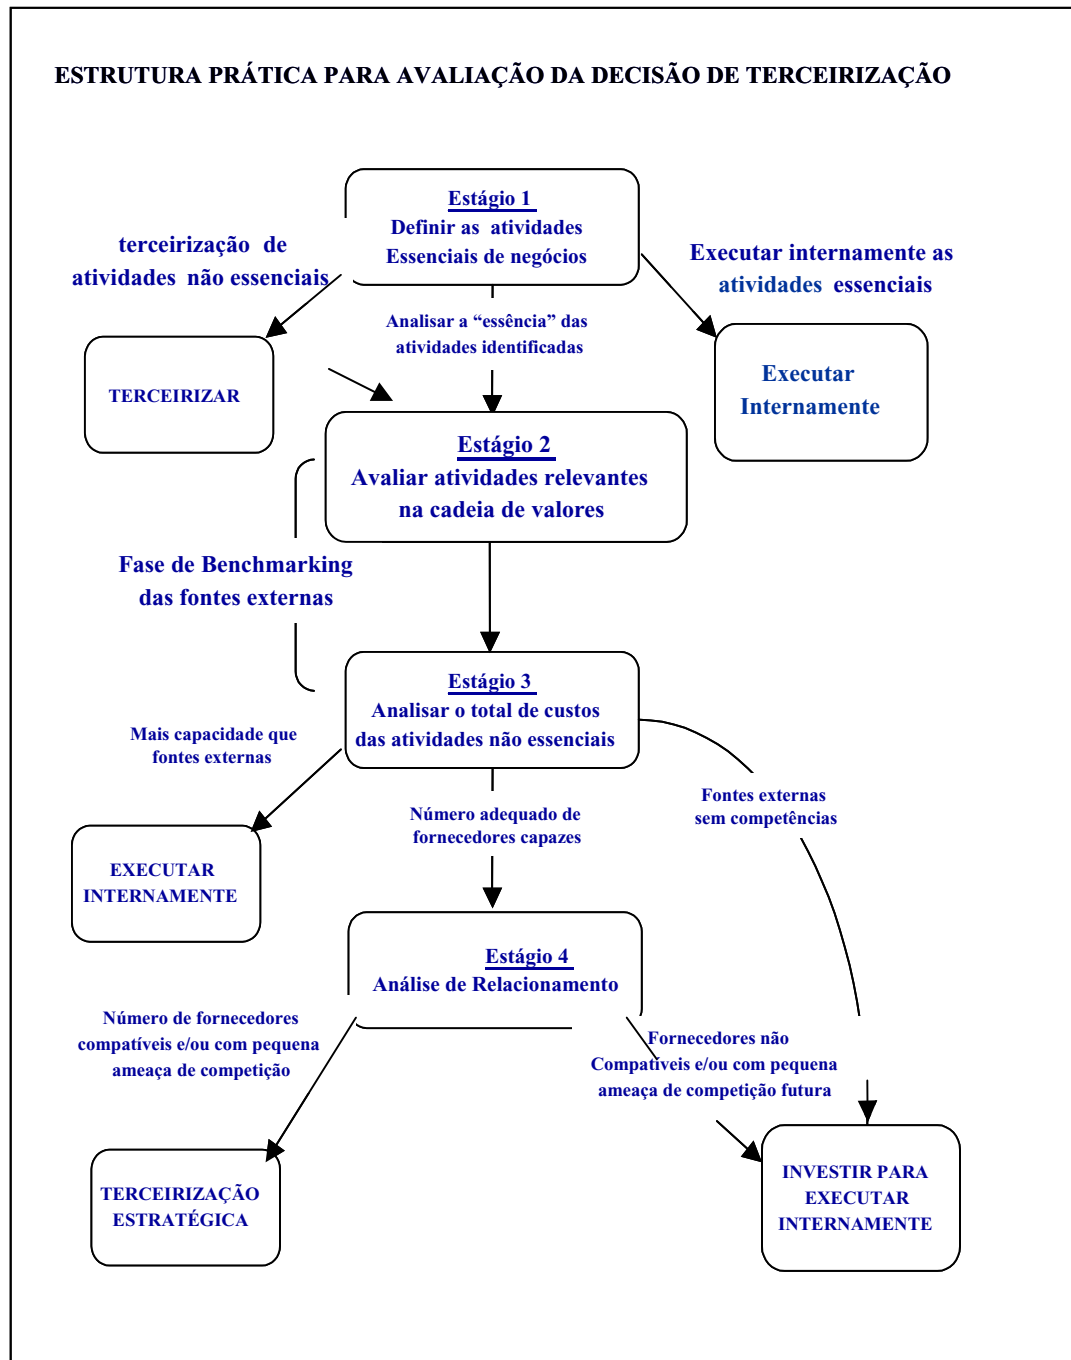 ESTRUTURA PRÁTICA PARA AVALIAÇÃO DA DECISÃO DE TERCEIRIZAÇÃO
Estágio 1
Definir as atividades
Essenciais de negócios
terceirização de
atividades não essenciais
Executar internamente as
atividades essenciais
Analisar a “essência” das
atividades identificadas
TERCEIRIZAR
Executar
Internamente
Estágio 2
Avaliar atividades relevantes
na cadeia de valores
Fase de Benchmarking
das fontes externas
Estágio 3
Analisar o total de custos
das atividades não essenciais
Mais capacidade que
fontes externas
Número adequado de
fornecedores capazes
Fontes externas
sem competências
EXECUTAR
INTERNAMENTE
Estágio 4
Análise de Relacionamento
Número de fornecedores
compatíveis e/ou com pequena
ameaça de competição
Fornecedores não
Compatíveis e/ou com pequena
ameaça de competição futura
TERCEIRIZAÇÃO
ESTRATÉGICA
INVESTIR PARA
EXECUTAR
INTERNAMENTE